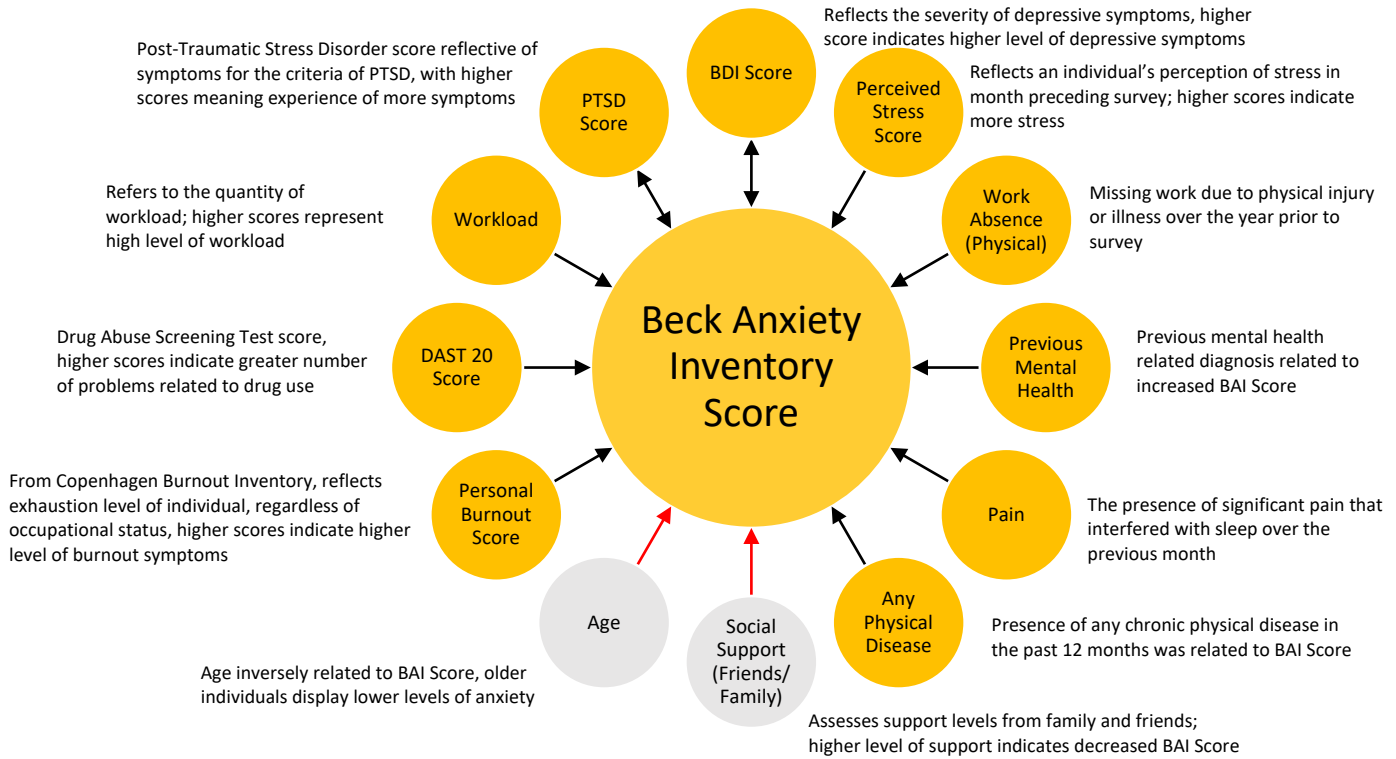 Reflects the severity of depressive symptoms, higher
score indicates higher level of depressive symptoms
BDI Score
Post-Traumatic Stress Disorder score reflective of
symptoms for the criteria of PTSD, with higher
scores meaning experience of more symptoms
PTSD
Score
Perceived
Stress
Score
Reflects an individual’s perception of stress in
month preceding survey; higher scores indicate
more stress
Refers to the quantity of
workload; higher scores represent
high level of workload
Workload
Work
Absence
(Physical)
Missing work due to physical injury
or illness over the year prior to
survey
Beck Anxiety
Inventory
Score
Drug Abuse Screening Test score,
higher scores indicate greater number
of problems related to drug use
DAST 20
Score
Previous
Mental
Health
Previous mental health
related diagnosis related to
increased BAI Score
From Copenhagen Burnout Inventory, reflects
exhaustion level of individual, regardless of
occupational status, higher scores indicate higher
level of burnout symptoms
Personal
Burnout
Score
Pain
The presence of significant pain that
interfered with sleep over the
previous month
Age
Age inversely related to BAI Score, older
individuals display lower levels of anxiety
Social
Support
(Friends/
Family)
Assesses support levels from family and friends;
higher level of support indicates decreased BAI Score
Any
Physical
Disease
Presence of any chronic physical disease in
the past 12 months was related to BAI Score